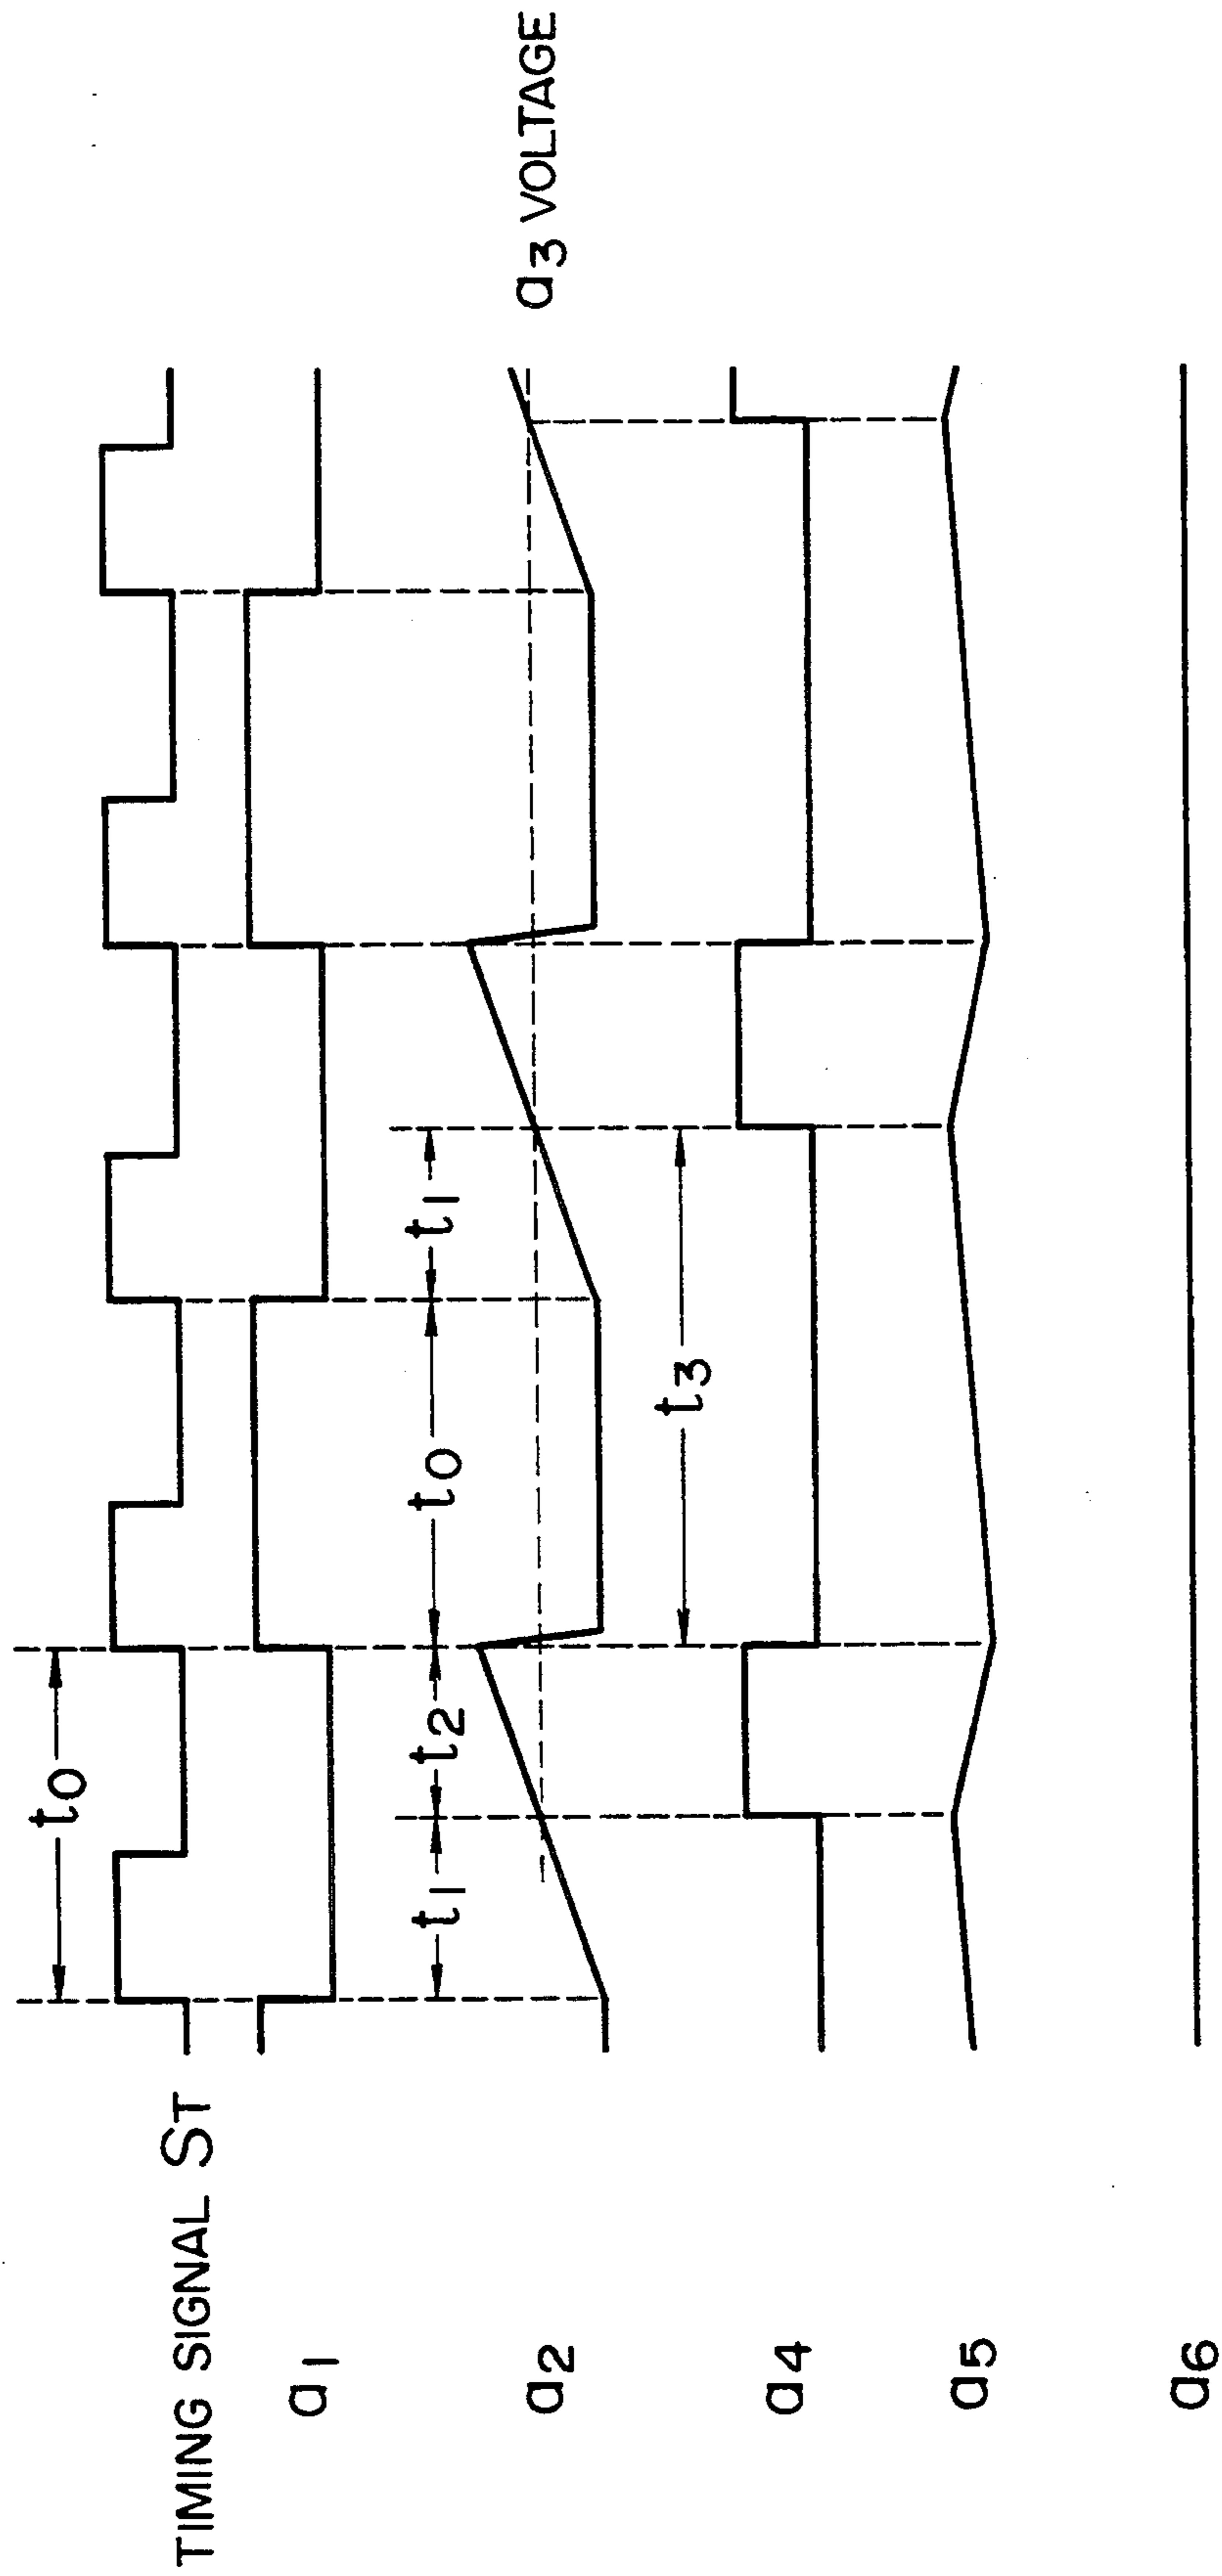 t0
TIMING SIGNAL ST
a1
t1 t2 t0 t1
a2
a3 VOLTAGE
t3
a4
a5
a6